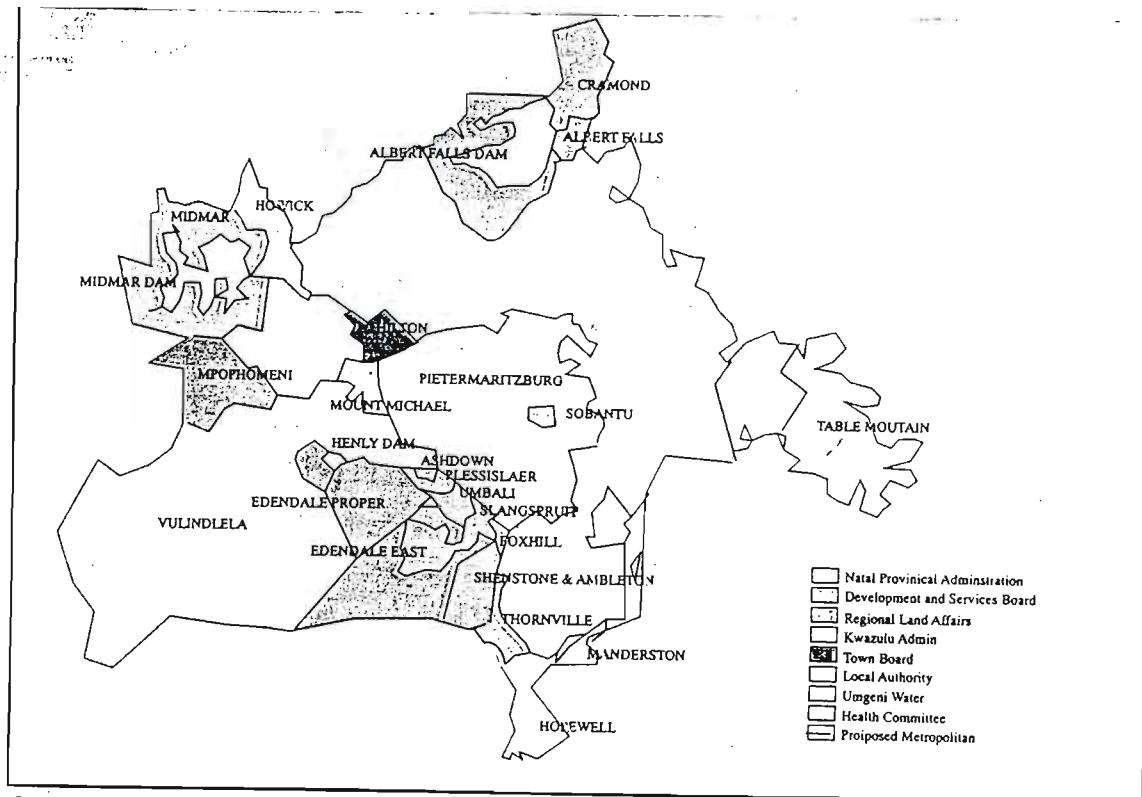 CRAMOND
ALBERT FALLS
ALBERT FALLS DAM
HOWICK
MIDMAR
MIDMAR DAM
HILTON
MPOPHOMENI
PIETERMARITZBURG
MOUNT MICHAEL
SOBANTU
TABLE MOUTAIN
HENLY DAM
ASHDOWN
PLESSISLAER
UMBALI
EDENDALE PROPER
SLANGSPRUIT
VULINDLELA
FOXHILL
EDENDALE EAST
SHENSTONE & AMBLETON
THORNVILLE
MANDERSTON
HOPEWELL
Natal Provinical Adminsitration
Development and Services Board
Regional Land Affairs
Kwazulu Admin
Town Board
Local Authority
Umgeni Water
Health Committee
Proiposed Metropolitan